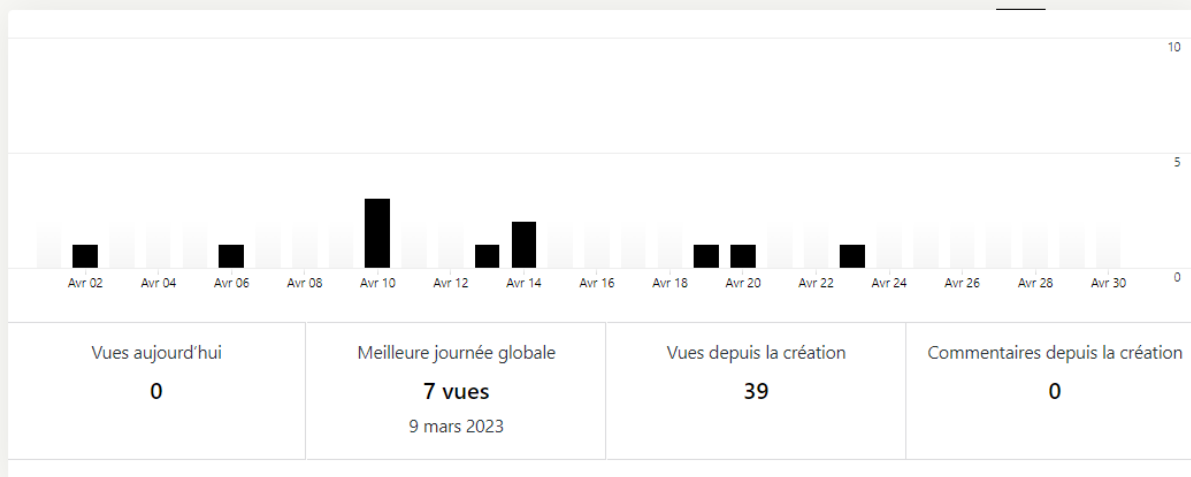 10
5
0
Avr 02 Avr 04 Avr 06 Avr 08 Avr 10 Avr 12 Avr 14 Avr 16 Avr 18 Avr 20 Avr 22 Avr 24 Avr 26 Avr 28 Avr 30
Vues aujourd’hui
0
Meilleure journée globale
7 vues
9 mars 2023
Vues depuis la création
39
Commentaires depuis la création
0